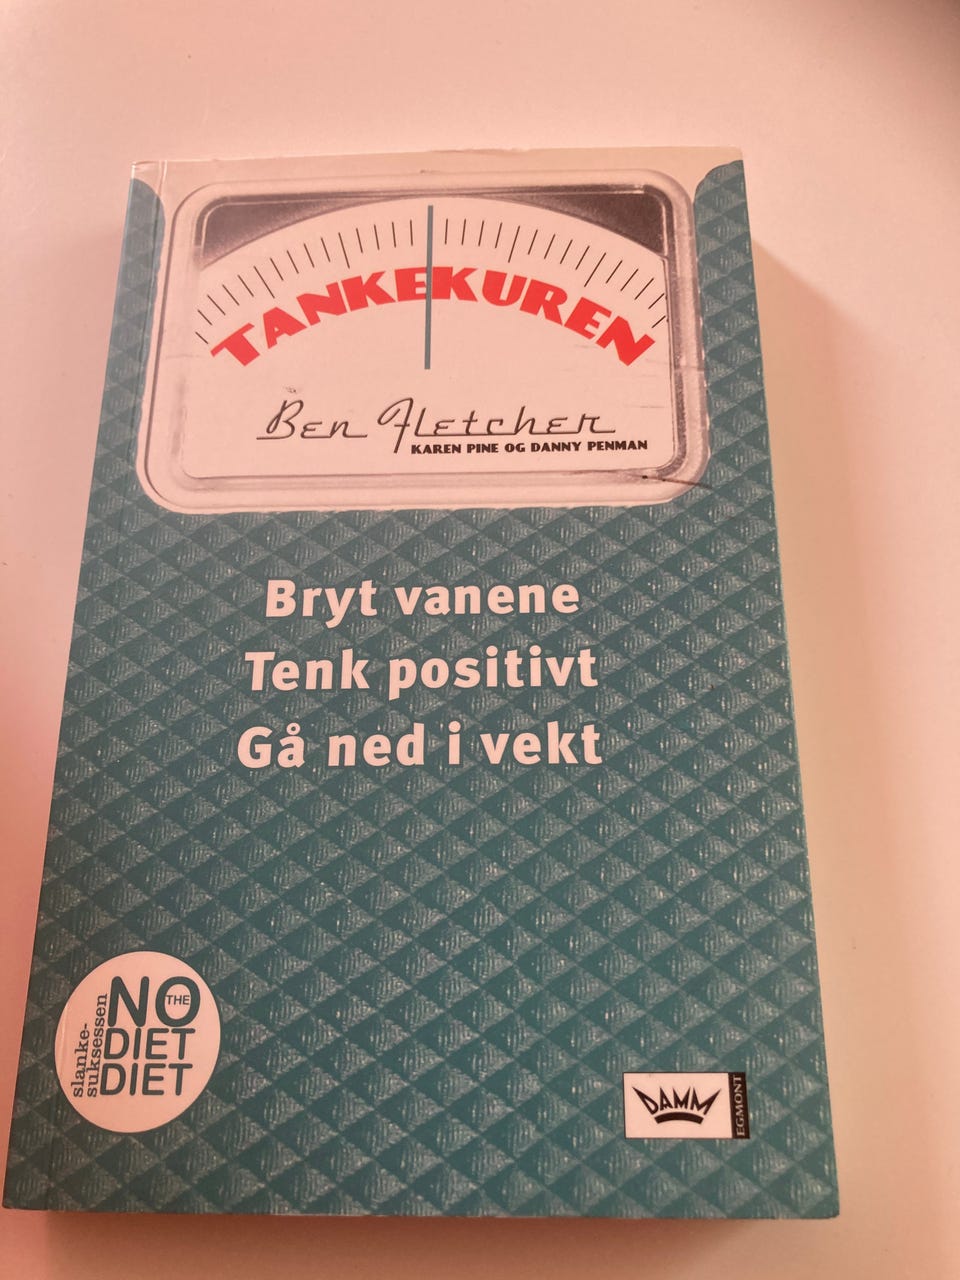 TANKEKUREN
Ben Fletcher
KAREN PINE OG DANNY PENMAN
Bryt vanene
Tenk positivt
Gå ned i vekt
slanke-
suksessen
THE
NO
DIET
DIET
DAMM
EGMONT